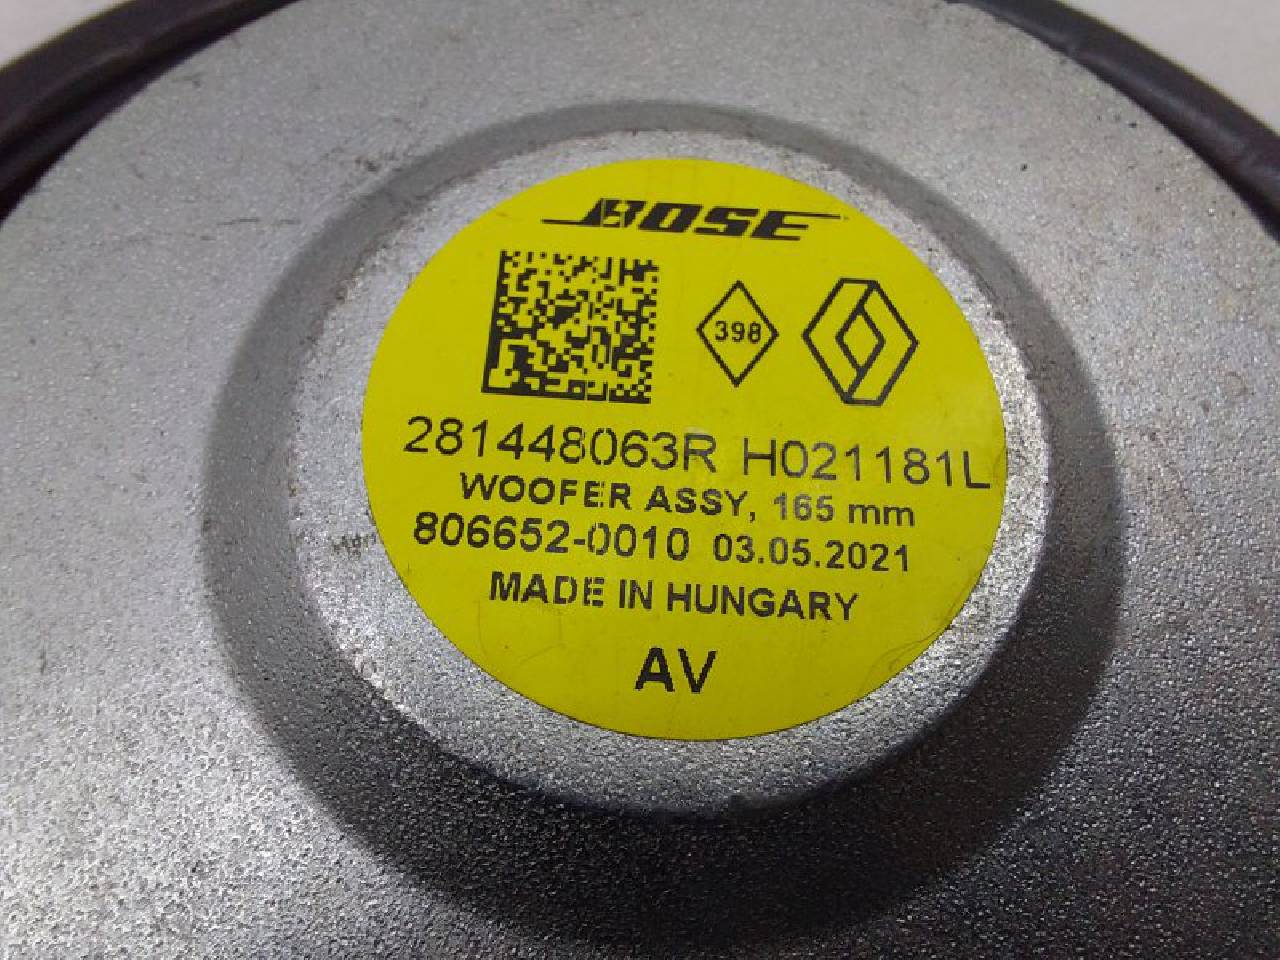 BOSE
398
281448063R H021181L
WOOFER ASSY, 165 mm
806652-0010 03.05.2021
MADE IN HUNGARY
AV